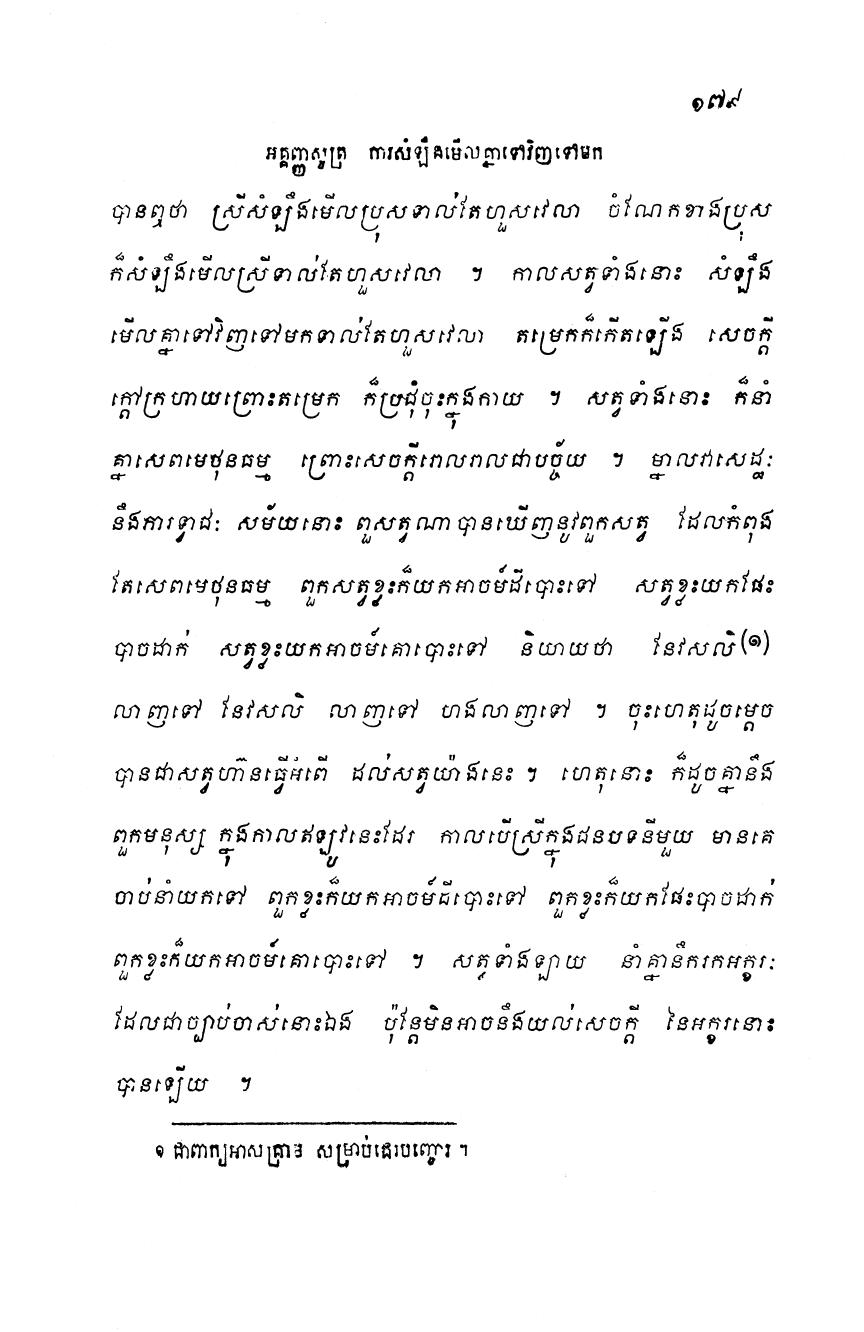 ១៧៩
អគ្គញ្ញសូត្រ ការសំឡឹងមើលគ្នាទៅវិញទៅមក
បានឮថា ស្រីសំឡឹងមើលប្រុសទាល់តែហួសវេលា ចំណែកខាងប្រុស
ក៏សំឡឹងមើលស្រីទាល់តែហួសវេលា ។ កាលសត្វទាំងនោះ សំឡឹង
មើលគ្នាទៅវិញទៅមកទាល់តែហួសវេលា តម្រេកក៏កើតឡើង សេចក្តី
ក្តៅក្រហាយព្រោះតម្រេក ក៏ប្រជុំចុះក្នុងកាយ ។ សត្វទាំងនោះ ក៏នាំ
គ្នាសេពមេថុនធម្ម ព្រោះសេចក្តីរោលរាលជាបច្ច័យ ។ ម្នាលវាសេដ្ឋៈ
នឹងភារទ្វាជៈ សម័យនោះ ពួសត្វណាបានឃើញនូវពួកសត្វ ដែលកំពុង
តែសេពមេថុនធម្ម ពួកសត្វខ្លះក៏យកអាចម៍ដីបោះទៅ សត្វខ្លះយកផែះ
បាចដាក់ សត្វខ្លះយកអាចម៍គោបោះទៅ និយាយថា នែវសលិ(១)
លាញទៅ នែវសលិ លាញទៅ ហងលាញទៅ ។ ចុះហេតុដូចម្តេច
បានជាសត្វហ៊ានធ្វើអំពើ ដល់សត្វយ៉ាងនេះ ។ ហេតុនោះ ក៏ដូចគ្នានឹង
ពួកមនុស្ស ក្នុងកាលឥឡូវនេះដែរ កាលបើស្រីក្នុងជនបទនីមួយ មានគេ
ចាប់នាំយកទៅ ពួកខ្លះក៏យកអាចម៍ដីបោះទៅ ពួកខ្លះក៏យកផែះបាចដាក់
ពួកខ្លះក៏យកអាចម៍គោបោះទៅ ។ សត្វទាំងឡាយ នាំគ្នានឹករកអក្ខរៈ
ដែលជាច្បាប់ចាស់នោះឯង ប៉ុន្តែមិនអាចនឹងយល់សេចក្តី នៃអក្ខរនោះ
បានឡើយ ។
១ ជាពាក្យអាសគ្រាម សម្រាប់ជេរបញ្ចោរ ។